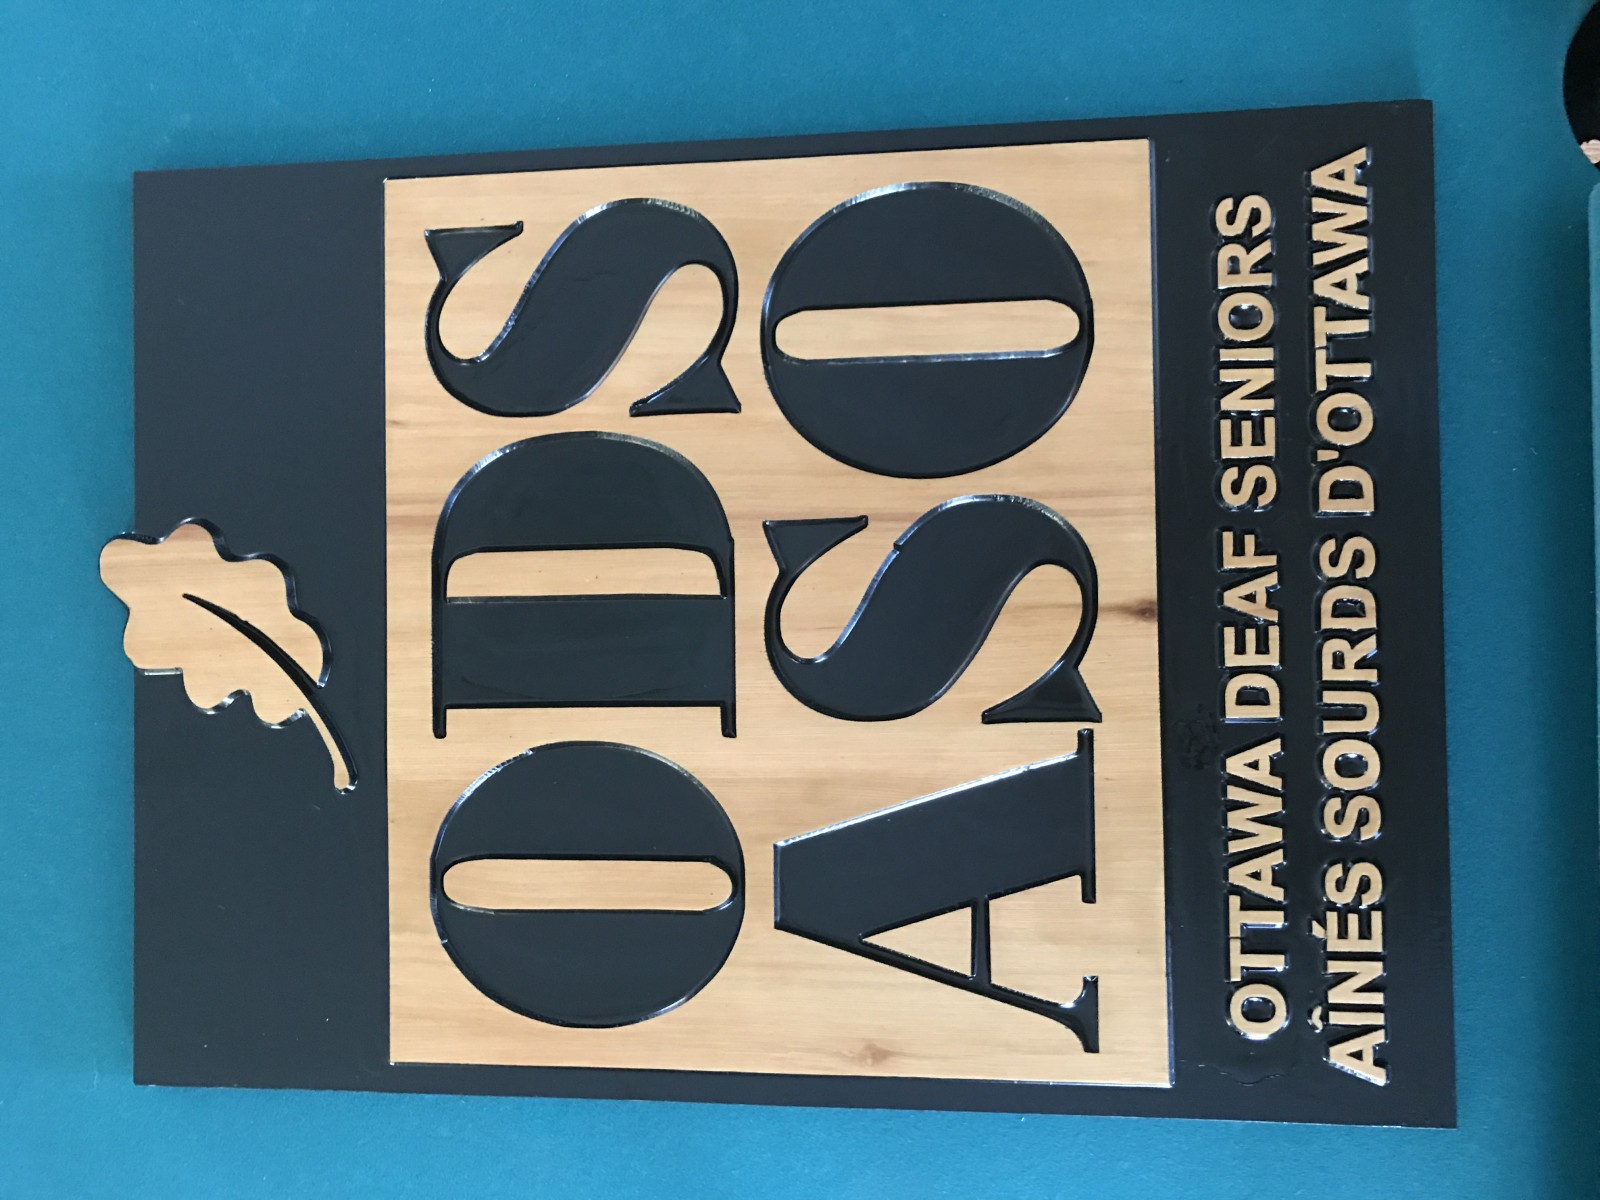 ODS
ASO
OTTAWA DEAF SENIORS
AÎNÉS SOURDS D'OTTAWA